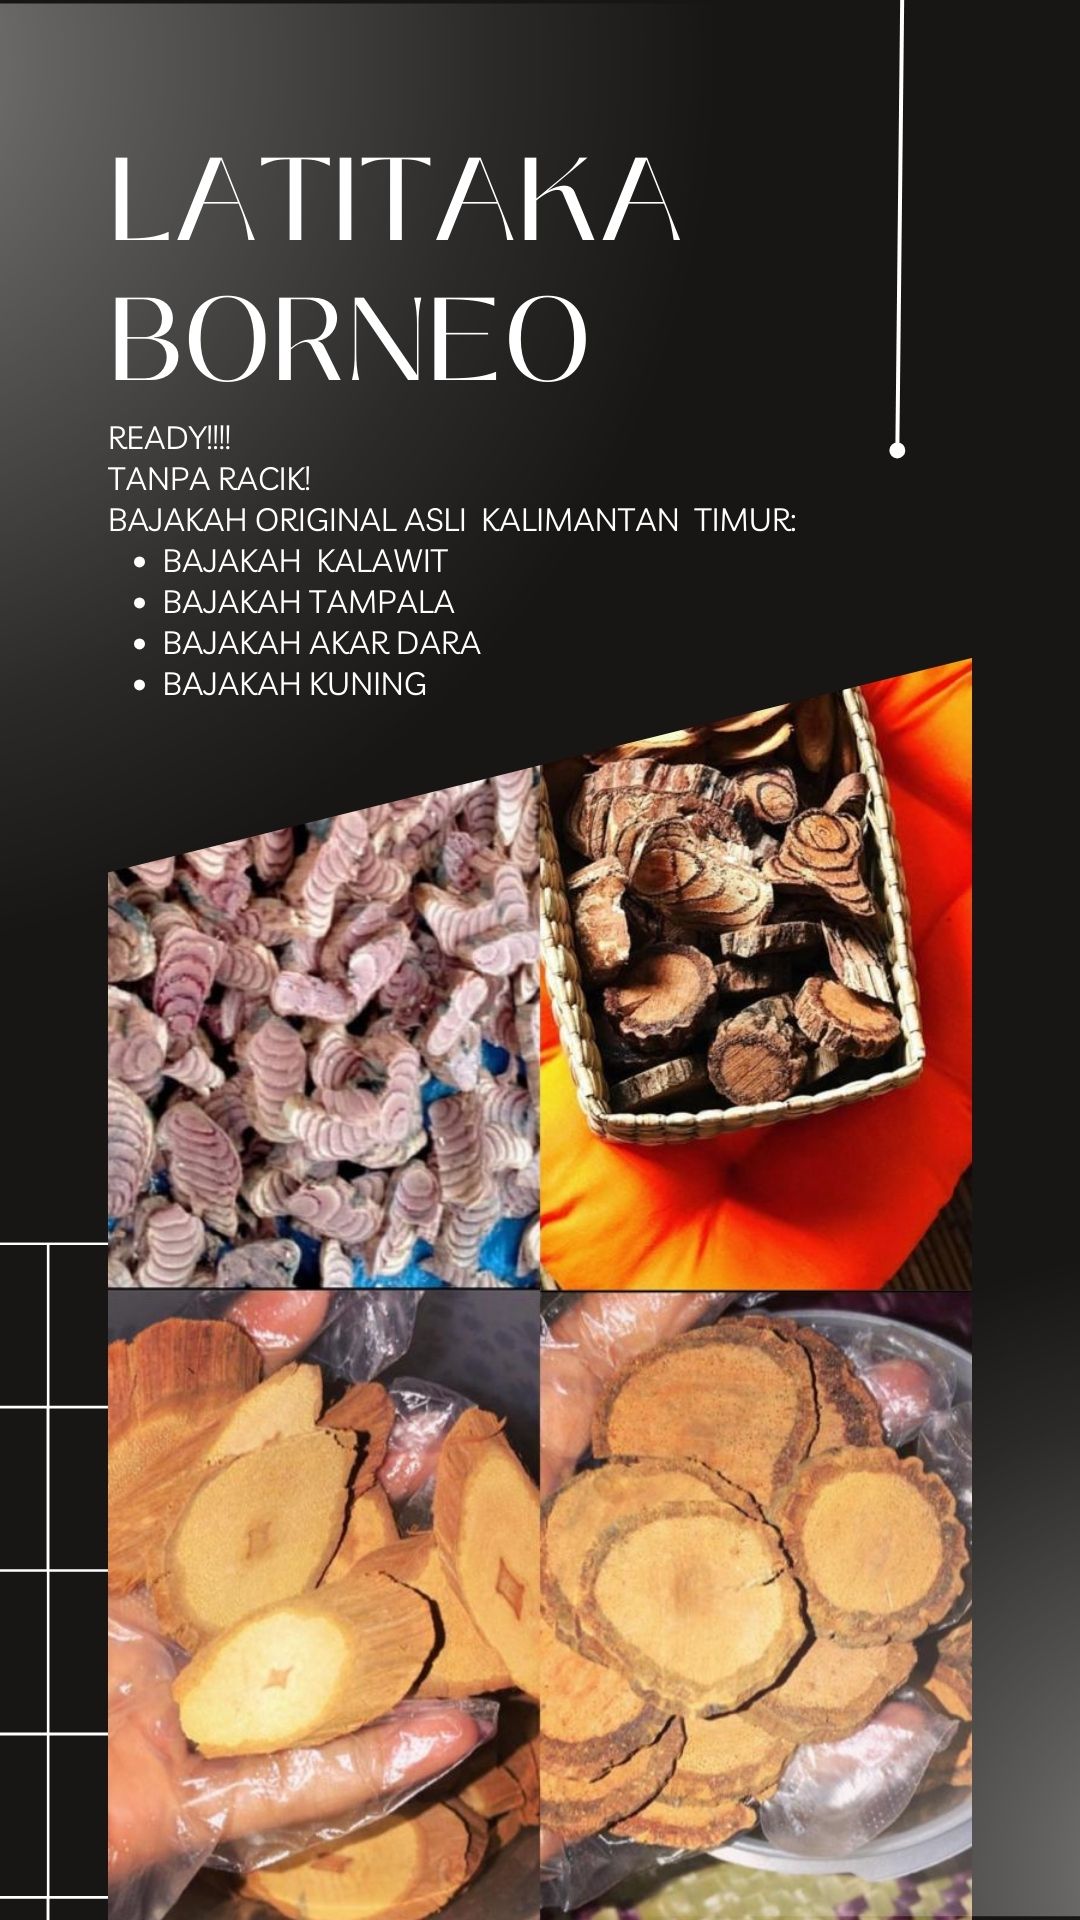 LATITAKA
BORNEO
READY!!!!
TANPA RACIK!
BAJAKAH ORIGINAL ASLI KALIMANTAN TIMUR:
• BAJAKAH KALAWIT
• BAJAKAH TAMPALA
• BAJAKAH AKAR DARA
• BAJAKAH KUNING